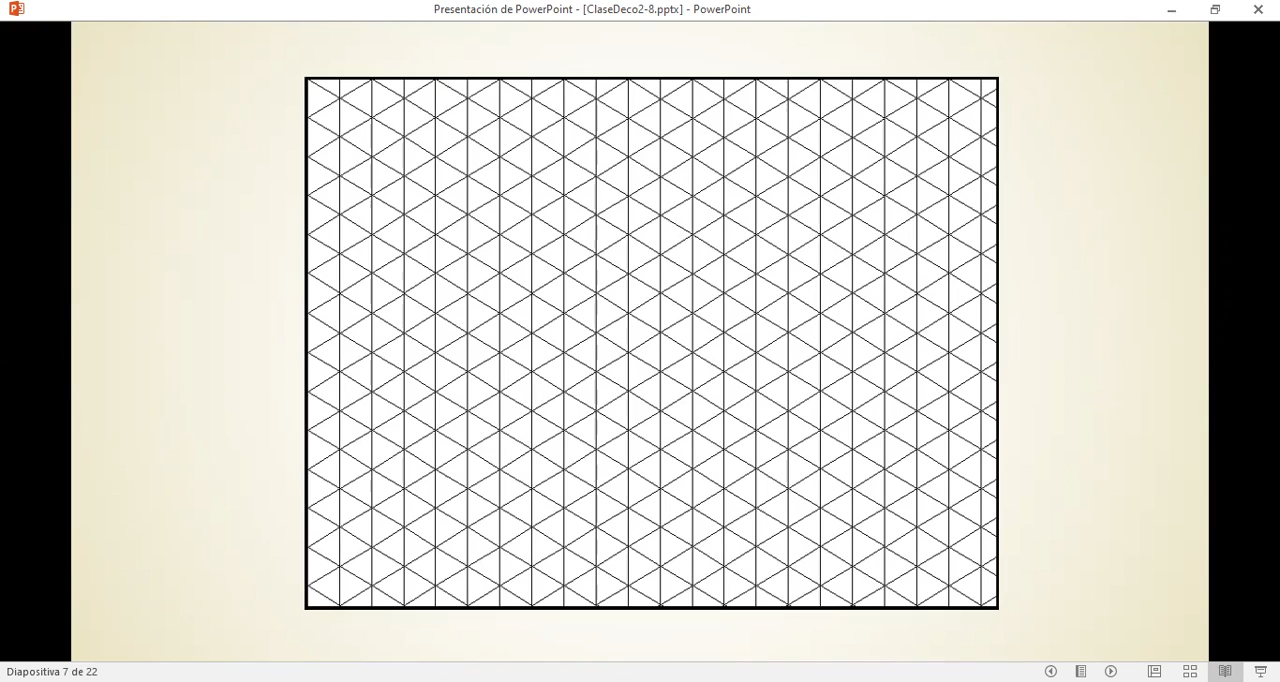 Presentación de PowerPoint - [ClaseDeco2-8.pptx] - PowerPoint
Diapositiva 7 de 22